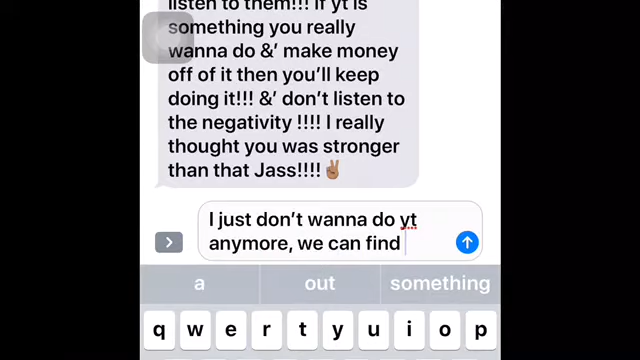 listen to them!!! If yt is
something you really
wanna do &' make money
off of it then you'll keep
doing it!!! &' don't listen to
the negativity !!!! I really
thought you was stronger
than that Jass!!!!✌🏽
I just don't wanna do yt
anymore, we can find
a out something
q w e r t y u i o p